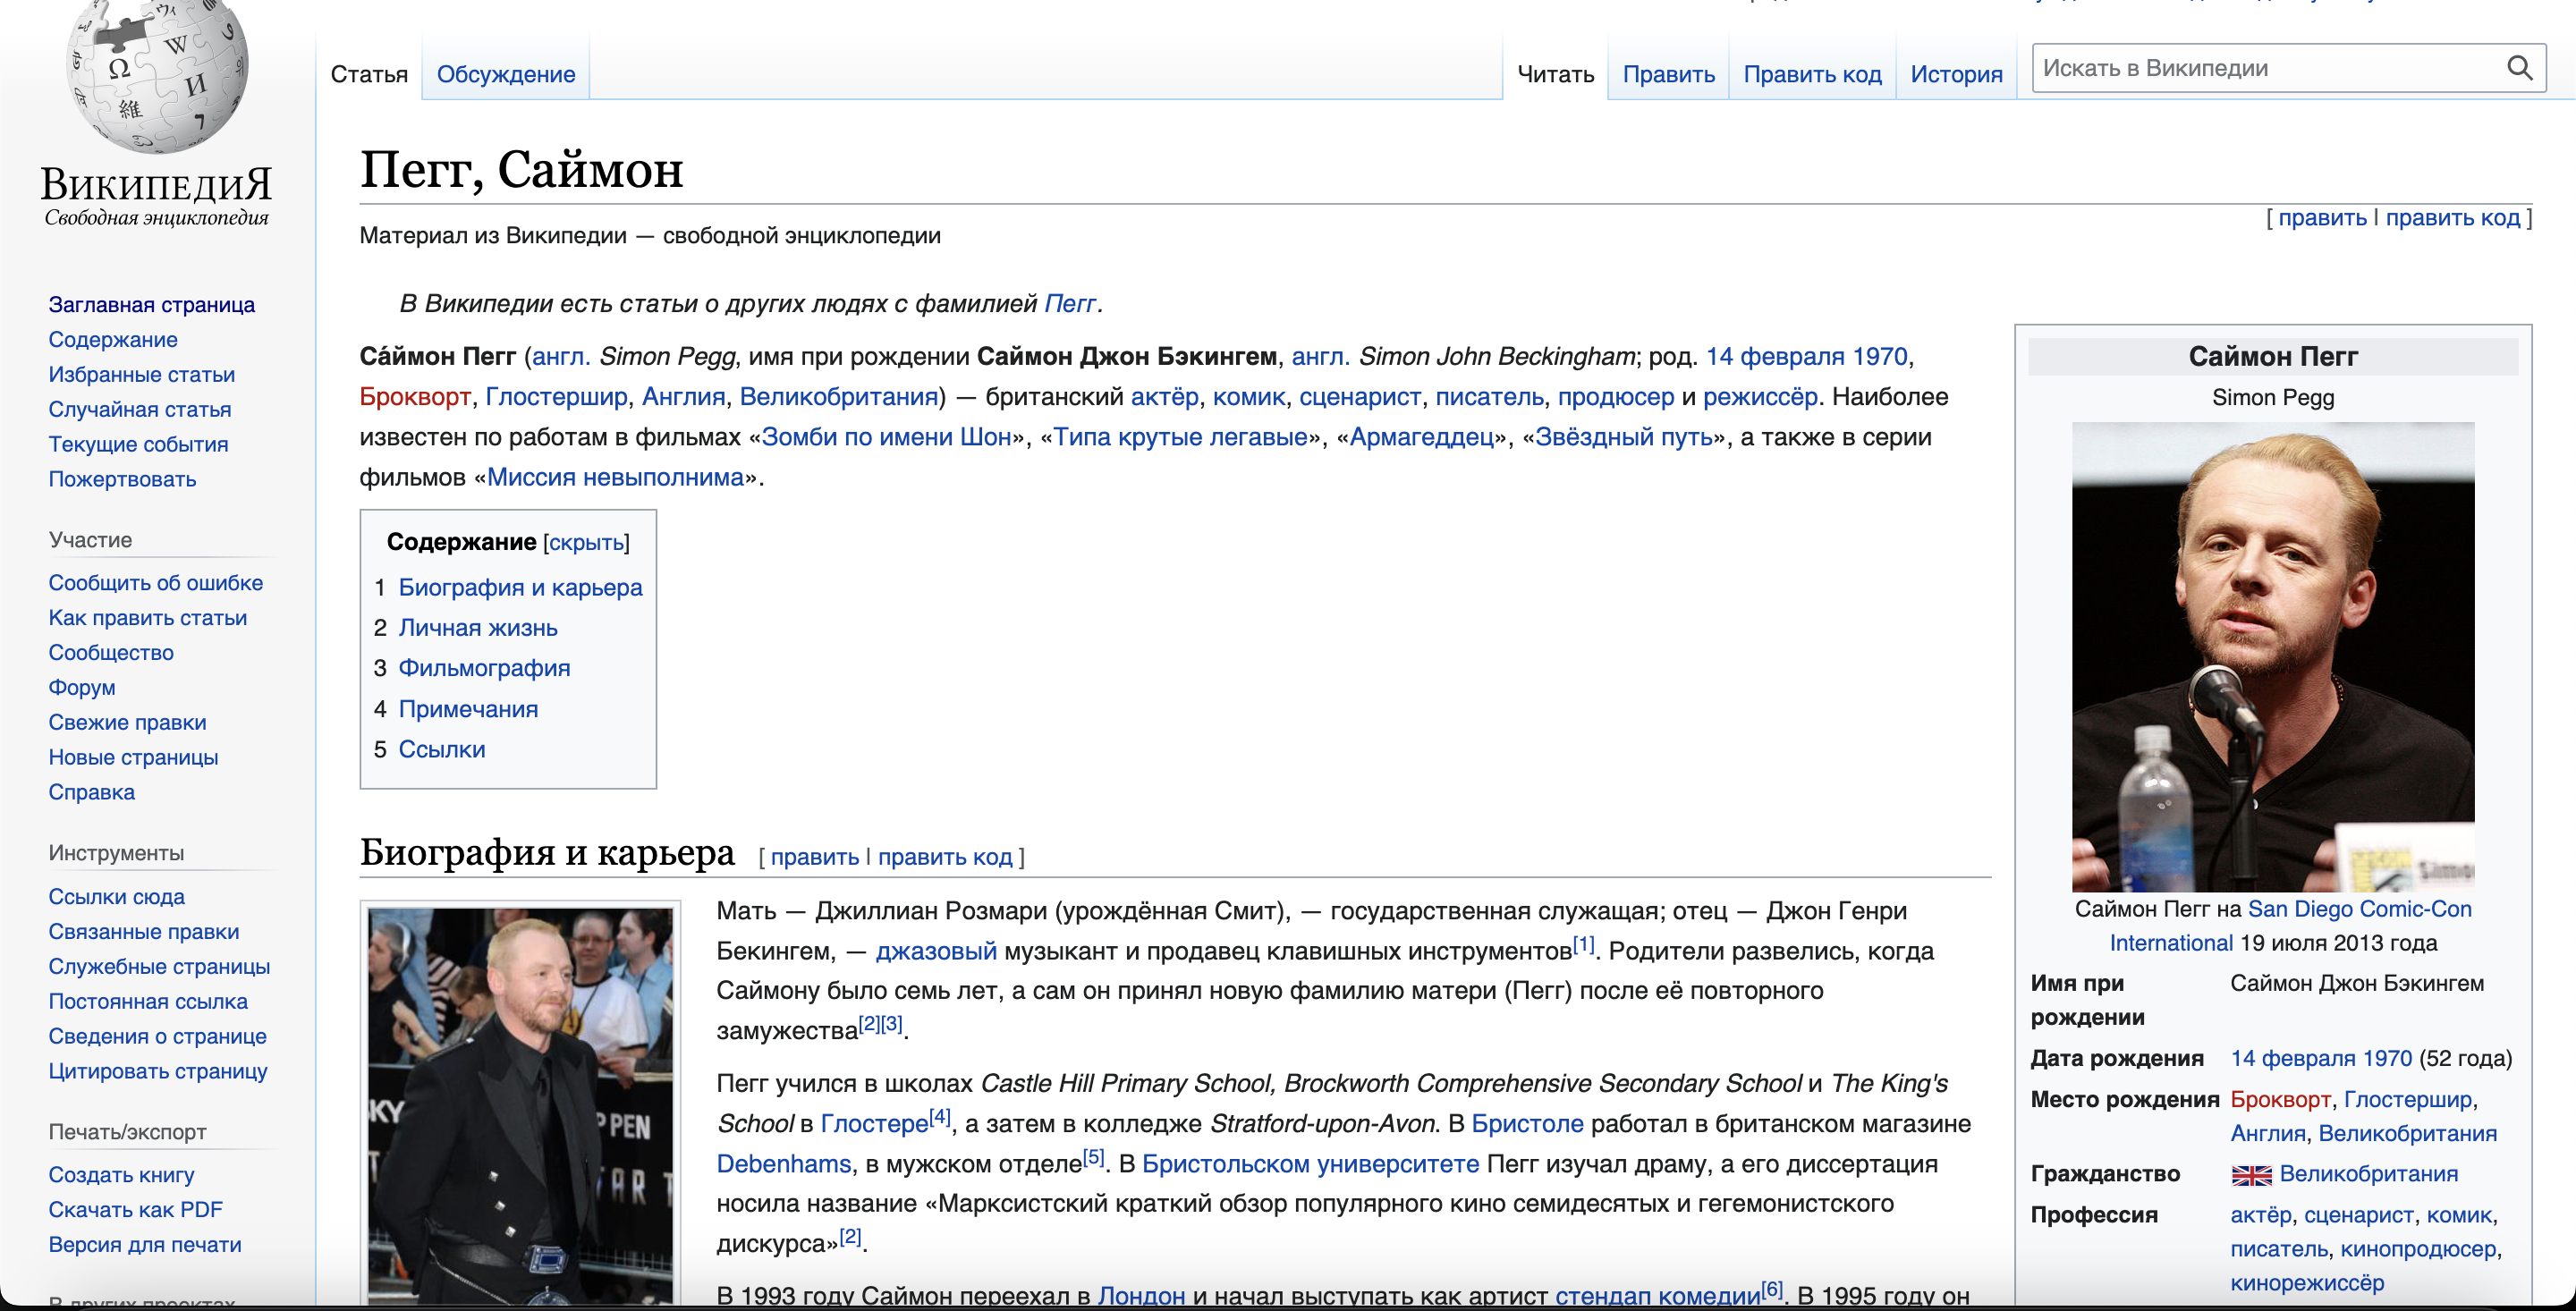 ВИКИПЕДИЯ
Свободная энциклопедия
Заглавная страница
Содержание
Избранные статьи
Случайная статья
Текущие события
Пожертвовать
Участие
Сообщить об ошибке
Как править статьи
Сообщество
Форум
Свежие правки
Новые страницы
Справка
Инструменты
Ссылки сюда
Связанные правки
Служебные страницы
Постоянная ссылка
Сведения о странице
Цитировать страницу
Печать/экспорт
Создать книгу
Скачать как PDF
Версия для печати
В других проектах
Статья Обсуждение
Читать Править Править код История Искать в Википедии
Пегг, Саймон
[ править | править код ]
Материал из Википедии — свободной энциклопедии
В Википедии есть статьи о других людях с фамилией Пегг.
Са́ймон Пегг (англ. Simon Pegg, имя при рождении Саймон Джон Бэкингем, англ. Simon John Beckingham; род. 14 февраля 1970,
Брокворт, Глостершир, Англия, Великобритания) — британский актёр, комик, сценарист, писатель, продюсер и режиссёр. Наиболее
известен по работам в фильмах «Зомби по имени Шон», «Типа крутые легавые», «Армагеддец», «Звёздный путь», а также в серии
фильмов «Миссия невыполнима».
Содержание [скрыть]
1 Биография и карьера
2 Личная жизнь
3 Фильмография
4 Примечания
5 Ссылки
Биография и карьера [ править | править код ]
Мать — Джиллиан Розмари (урождённая Смит), — государственная служащая; отец — Джон Генри
Бекингем, — джазовый музыкант и продавец клавишных инструментов[1]. Родители развелись, когда
Саймону было семь лет, а сам он принял новую фамилию матери (Пегг) после её повторного
замужества[2][3].
Пегг учился в школах Castle Hill Primary School, Brockworth Comprehensive Secondary School и The King's
School в Глостере[4], а затем в колледже Stratford-upon-Avon. В Бристоле работал в британском магазине
Debenhams, в мужском отделе[5]. В Бристольском университете Пегг изучал драму, а его диссертация
носила название «Марксистский краткий обзор популярного кино семидесятых и гегемонистского
дискурса»[2].
В 1993 году Саймон переехал в Лондон и начал выступать как артист стендап комедии[6]. В 1995 году он
Саймон Пегг
Simon Pegg
Саймон Пегг на San Diego Comic-Con
International 19 июля 2013 года
Имя при рождении Саймон Джон Бэкингем
Дата рождения 14 февраля 1970 (52 года)
Место рождения Брокворт, Глостершир,
Англия, Великобритания
Гражданство Великобритания
Профессия актёр, сценарист, комик,
писатель, кинопродюсер,
кинорежиссёр